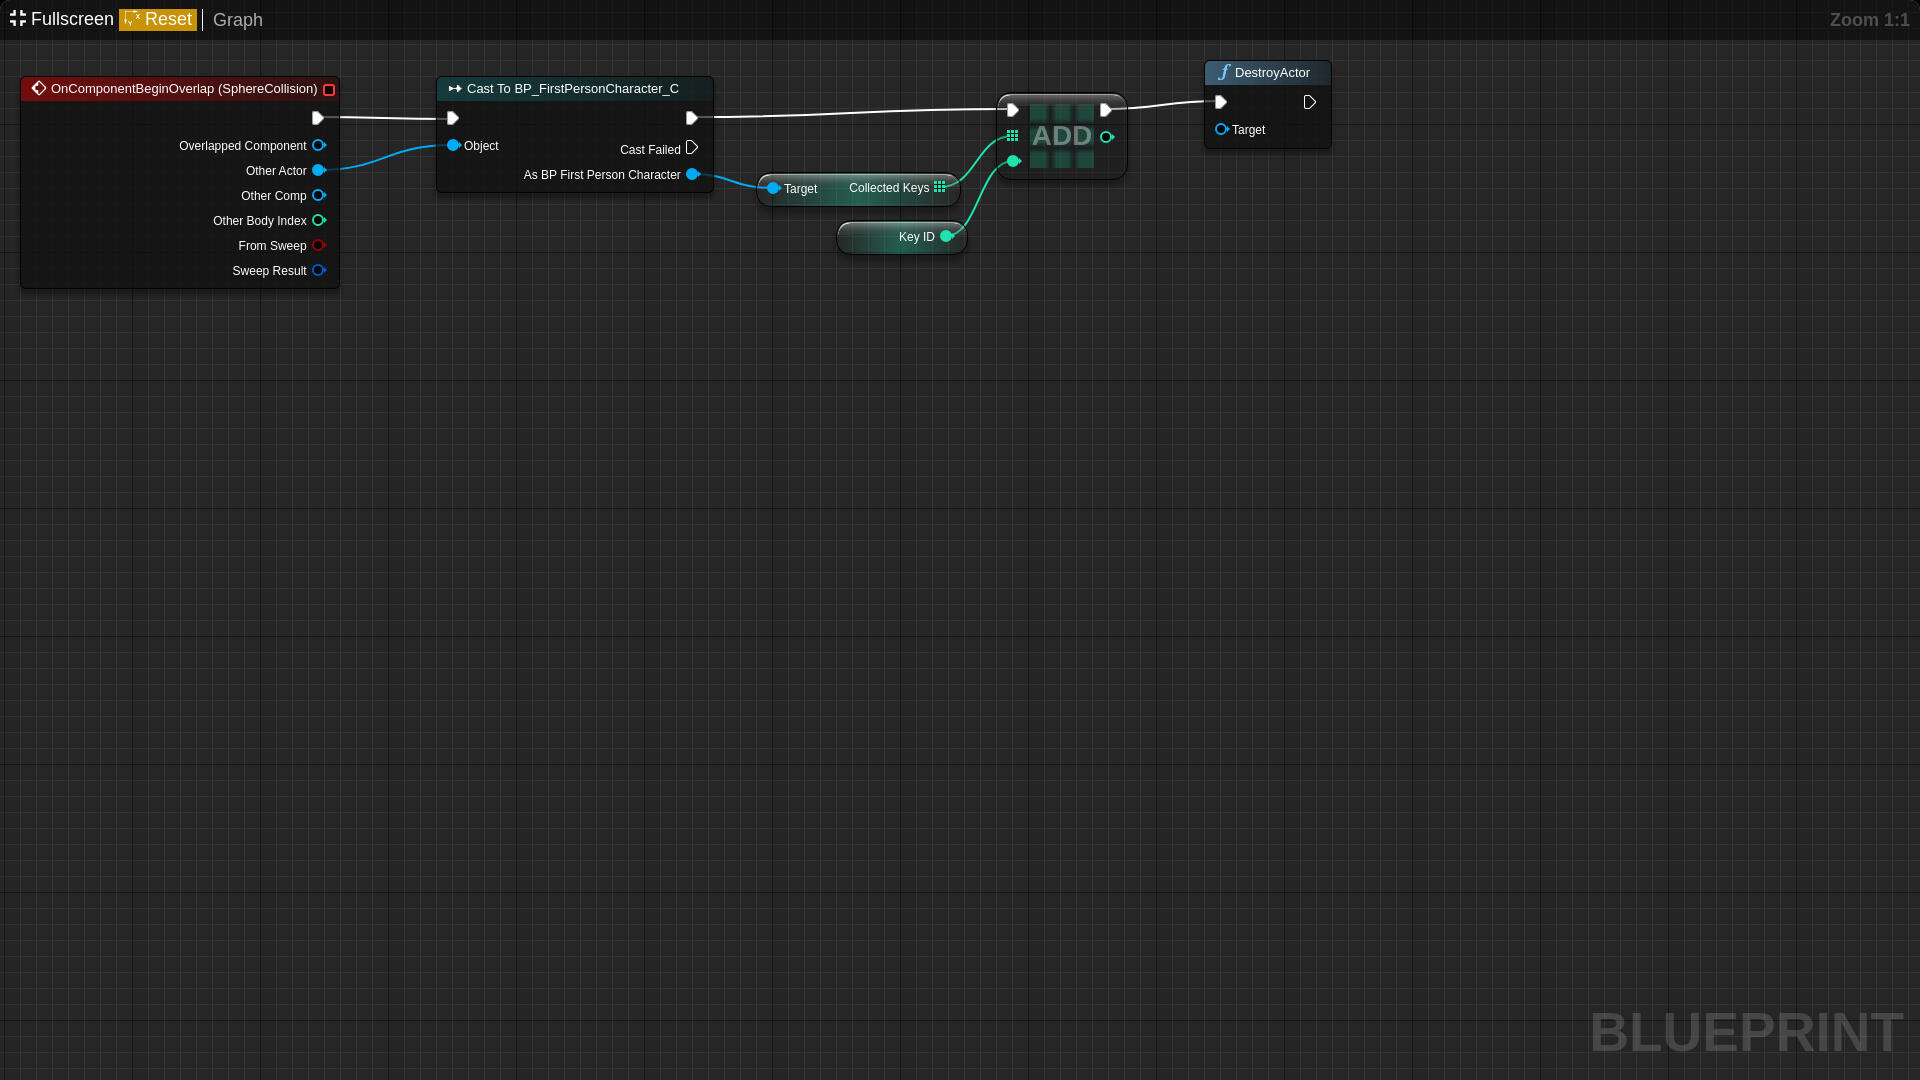 Fullscreen Reset Graph Zoom 1:1
OnComponentBeginOverlap (SphereCollision)
Overlapped Component
Other Actor
Other Comp
Other Body Index
From Sweep
Sweep Result
Cast To BP_FirstPersonCharacter_C
Object
Cast Failed
As BP First Person Character
Target Collected Keys
Key ID
ADD
DestroyActor
Target
BLUEPRINT